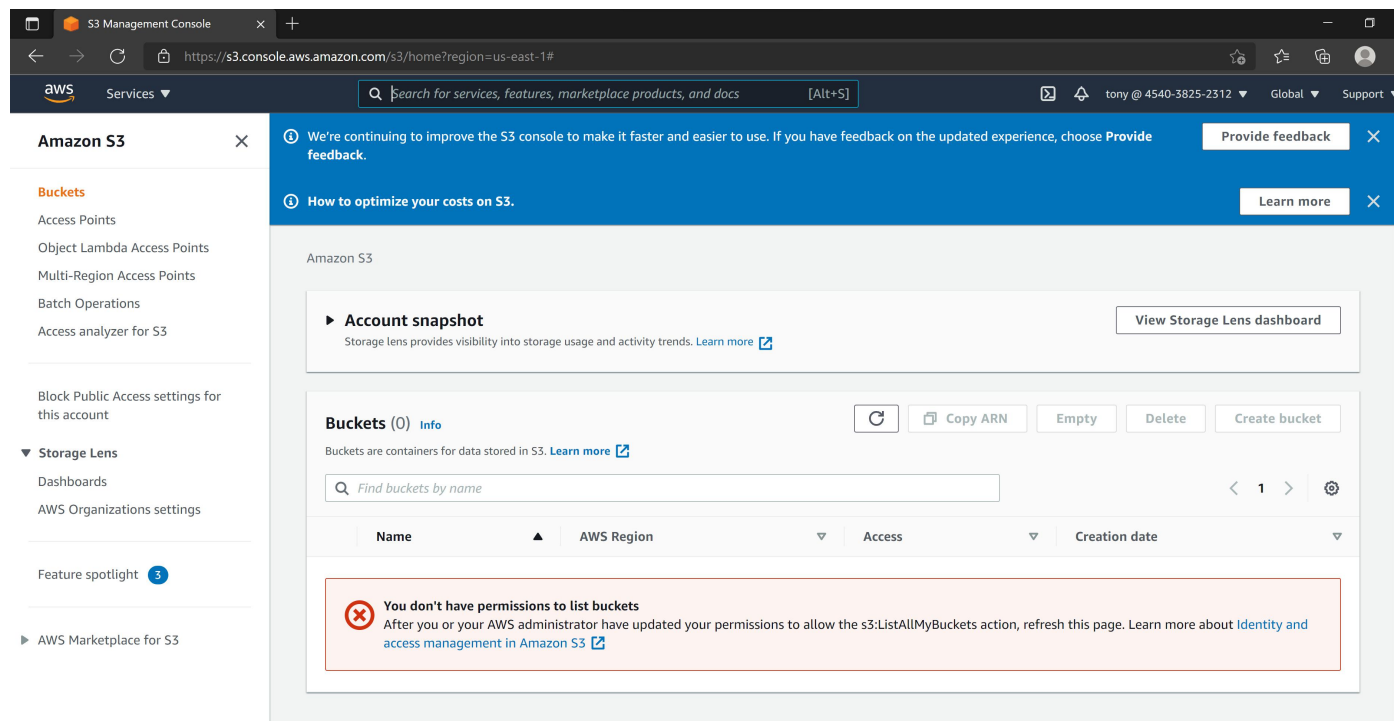 S3 Management Console
https://s3.console.aws.amazon.com/s3/home?region=us-east-1#
aws
Services ▼
Search for services, features, marketplace products, and docs [Alt+S]
tony @ 4540-3825-2312 ▼
Global ▼
Support
Amazon S3
Buckets
Access Points
Object Lambda Access Points
Multi-Region Access Points
Batch Operations
Access analyzer for S3
Block Public Access settings for
this account
Storage Lens
Dashboards
AWS Organizations settings
Feature spotlight 3
AWS Marketplace for S3
We're continuing to improve the S3 console to make it faster and easier to use. If you have feedback on the updated experience, choose Provide
feedback.
Provide feedback
How to optimize your costs on S3.
Learn more
Amazon S3
Account snapshot
Storage lens provides visibility into storage usage and activity trends. Learn more
View Storage Lens dashboard
Buckets (0) Info
Buckets are containers for data stored in S3. Learn more
Copy ARN
Empty
Delete
Create bucket
Find buckets by name
1
Name
AWS Region
Access
Creation date
You don't have permissions to list buckets
After you or your AWS administrator have updated your permissions to allow the s3:ListAllMyBuckets action, refresh this page. Learn more about Identity and
access management in Amazon S3